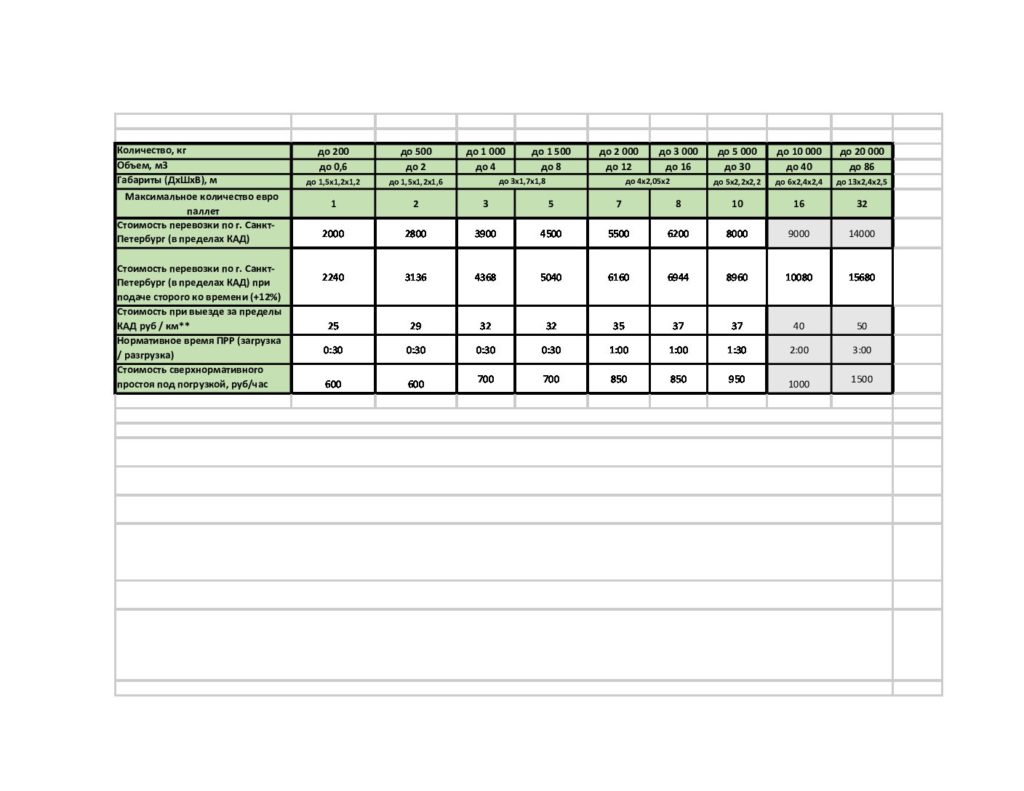 Количество, кг до 200 до 500 до 1 000 до 1 500 до 2 000 до 3 000 до 5 000 до 10 000 до 20 000
Объем, м3 до 0,6 до 2 до 4 до 8 до 12 до 16 до 30 до 40 до 86
Габариты (ДхШхВ), м до 1,5х1,2х1,2 до 1,5х1,2х1,6 до 3х1,7х1,8 до 4х2,05х2 до 5х2,2х2,2 до 6х2,4х2,4 до 13х2,4х2,5
Максимальное количество евро
паллет 1 2 3 5 7 8 10 16 32
Стоимость перевозки по г. Санкт-
Петербург (в пределах КАД) 2000 2800 3900 4500 5500 6200 8000 9000 14000
Стоимость перевозки по г. Санкт-
Петербург (в пределах КАД) при
подаче сторого ко времени (+12%) 2240 3136 4368 5040 6160 6944 8960 10080 15680
Стоимость при выезде за пределы
КАД руб / км** 25 29 32 32 35 37 37 40 50
Нормативное время ПРР (загрузка
/ разгрузка) 0:30 0:30 0:30 0:30 1:00 1:00 1:30 2:00 3:00
Стоимость сверхнормативного
простоя под погрузкой, руб/час 600 600 700 700 850 850 950 1000 1500